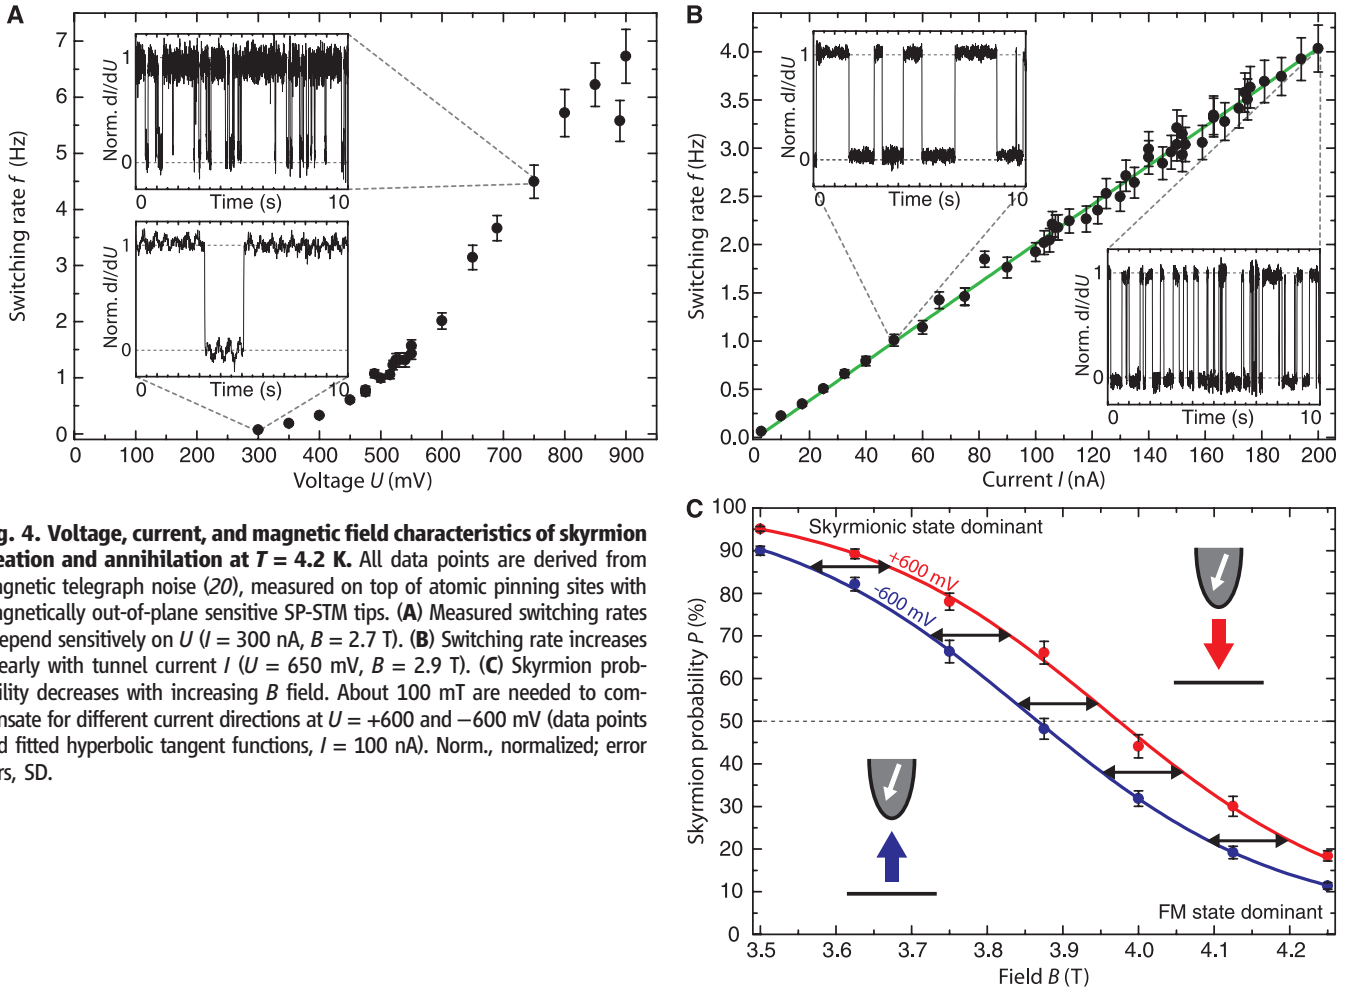 A
Switching rate f (Hz)
7
6
5
4
3
2
1
0
0 100 200 300 400 500 600 700 800 900
Voltage U (mV)
Norm. dI/dU
1
0
0 Time (s) 10
Norm. dI/dU
1
0
0 Time (s) 10
B
Switching rate f (Hz)
4.0
3.5
3.0
2.5
2.0
1.5
1.0
0.5
0.0
0 20 40 60 80 100 120 140 160 180 200
Current I (nA)
Norm. dI/dU
1
0
0 Time (s) 10
Norm. dI/dU
1
0
0 Time (s) 10
g. 4. Voltage, current, and magnetic field characteristics of skyrmion
eation and annihilation at T = 4.2 K. All data points are derived from
agnetic telegraph noise (20), measured on top of atomic pinning sites with
agnetically out-of-plane sensitive SP-STM tips. (A) Measured switching rates
epend sensitively on U (I = 300 nA, B = 2.7 T). (B) Switching rate increases
early with tunnel current I (U = 650 mV, B = 2.9 T). (C) Skyrmion prob-
ility decreases with increasing B field. About 100 mT are needed to com-
ensate for different current directions at U = +600 and −600 mV (data points
d fitted hyperbolic tangent functions, I = 100 nA). Norm., normalized; error
rs, SD.
C
Skyrmion probability P (%)
100
90
80
70
60
50
40
30
20
10
0
Skyrmionic state dominant
+600 mV
-600 mV
FM state dominant
3.5 3.6 3.7 3.8 3.9 4.0 4.1 4.2
Field B (T)